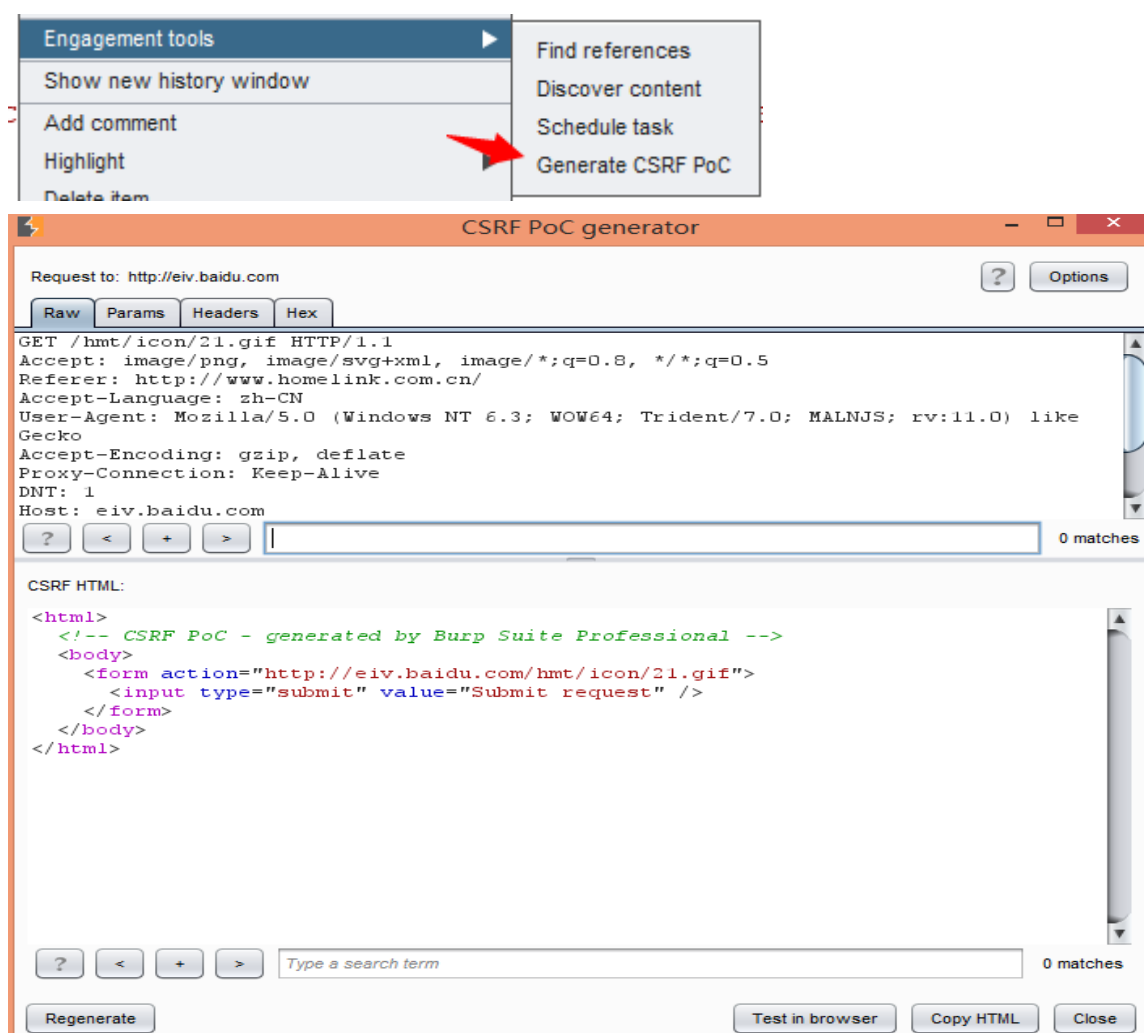 Engagement tools
Find references
Show new history window
Discover content
Add comment
Schedule task
Highlight
Generate CSRF PoC
Delete item
CSRF PoC generator
Request to: http://eiv.baidu.com
? Options
Raw Params Headers Hex
GET /hmt/icon/21.gif HTTP/1.1
Accept: image/png, image/svg+xml, image/*;q=0.8, */*;q=0.5
Referer: http://www.homelink.com.cn/
Accept-Language: zh-CN
User-Agent: Mozilla/5.0 (Windows NT 6.3; WOW64; Trident/7.0; MALNJS; rv:11.0) like
Gecko
Accept-Encoding: gzip, deflate
Proxy-Connection: Keep-Alive
DNT: 1
Host: eiv.baidu.com
? < + > 0 matches
CSRF HTML:
<html>
<!-- CSRF PoC - generated by Burp Suite Professional -->
<body>
<form action="http://eiv.baidu.com/hmt/icon/21.gif">
<input type="submit" value="Submit request" />
</form>
</body>
</html>
? < + > Type a search term 0 matches
Regenerate Test in browser Copy HTML Close